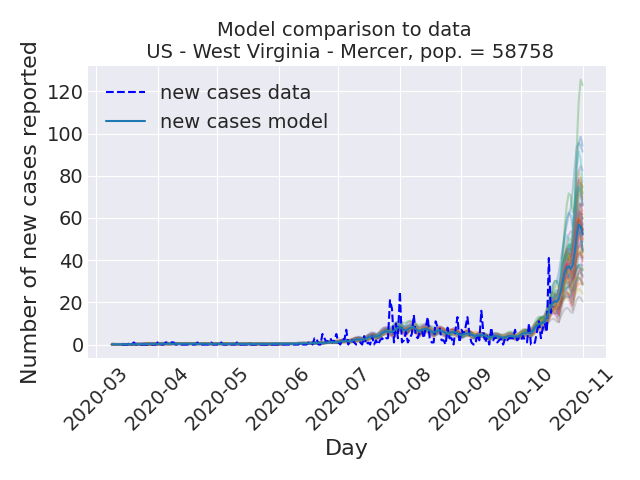 Model comparison to data
US - West Virginia - Mercer, pop. = 58758
Number of new cases reported
120
100
80
60
40
20
0
new cases data
new cases model
2020-03
2020-04
2020-05
2020-06
2020-07
2020-08
2020-09
2020-10
2020-11
Day